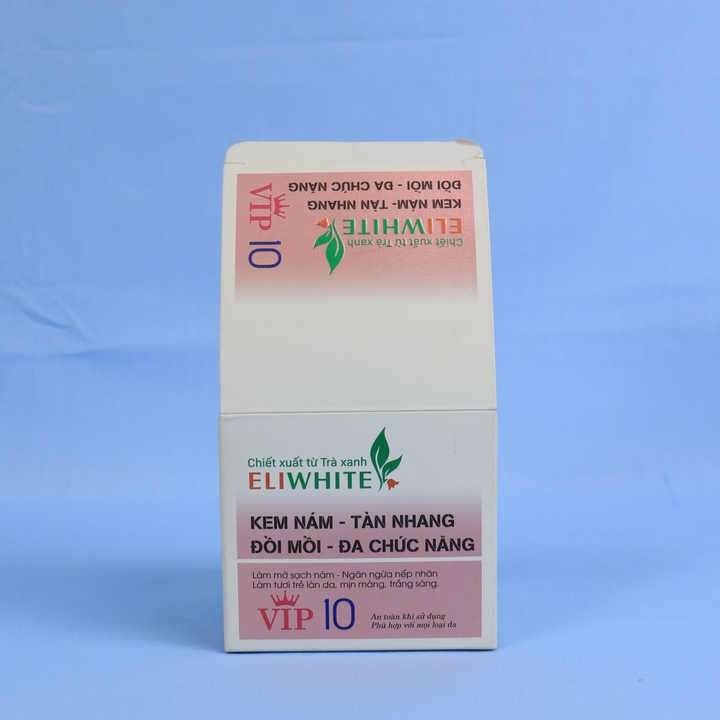 VIP 10
Chiết xuất từ Trà xanh
ELIWHITE
KEM NÁM - TÀN NHANG
ĐỒI MỒI - ĐA CHỨC NĂNG
Chiết xuất từ Trà xanh
ELIWHITE
KEM NÁM - TÀN NHANG
ĐỒI MỒI - ĐA CHỨC NĂNG
Làm mờ sạch nám - Ngăn ngừa nếp nhăn
Làm tươi trẻ làn da, mịn màng, trắng sáng.
VIP 10
An toàn khi sử dụng
Phù hợp với mọi loại da